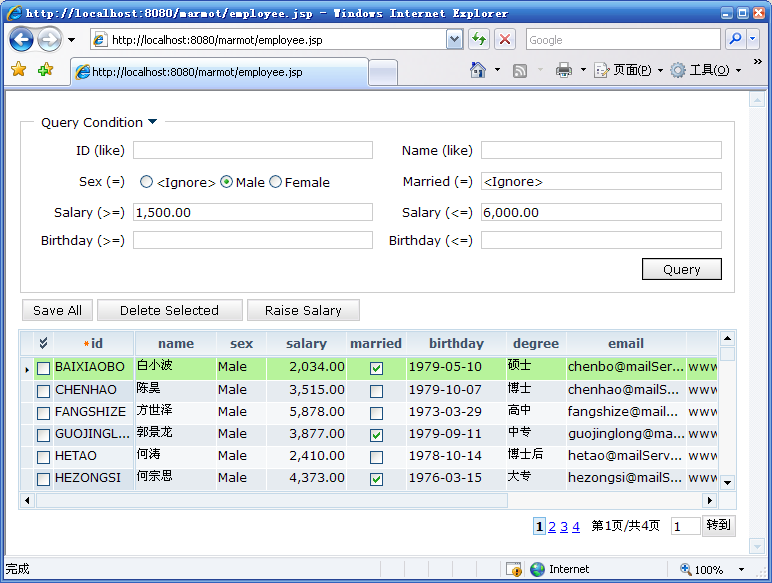 http://localhost:8080/marmot/employee.jsp - Windows Internet Explorer
http://localhost:8080/marmot/employee.jsp Google
http://localhost:8080/marmot/employee.jsp 页面(P) 工具(O) »
Query Condition
ID (like) Name (like)
Sex (=) <Ignore> Male Female Married (=) <Ignore>
Salary (>=) 1,500.00 Salary (<=) 6,000.00
Birthday (>=) Birthday (<=)
Query
Save All Delete Selected Raise Salary
*id name sex salary married birthday degree email
BAIXIAOBO 白小波 Male 2,034.00 1979-05-10 硕士 chenbo@mailSer... www
CHENHAO 陈昊 Male 3,515.00 1979-10-07 博士 chenhao@mailS... www
FANGSHIZE 方世泽 Male 5,878.00 1973-03-29 高中 fangshize@mail... www
GUOJINGL... 郭景龙 Male 3,877.00 1979-09-11 中专 guojinglong@ma... www
HETAO 何涛 Male 2,410.00 1978-10-14 博士后 hetao@mailServ... www
HEZONGSI 何宗思 Male 4,373.00 1976-03-15 大专 hezongsi@mailS... www
1 2 3 4 第1页/共4页 1 转到
完成 Internet 100%